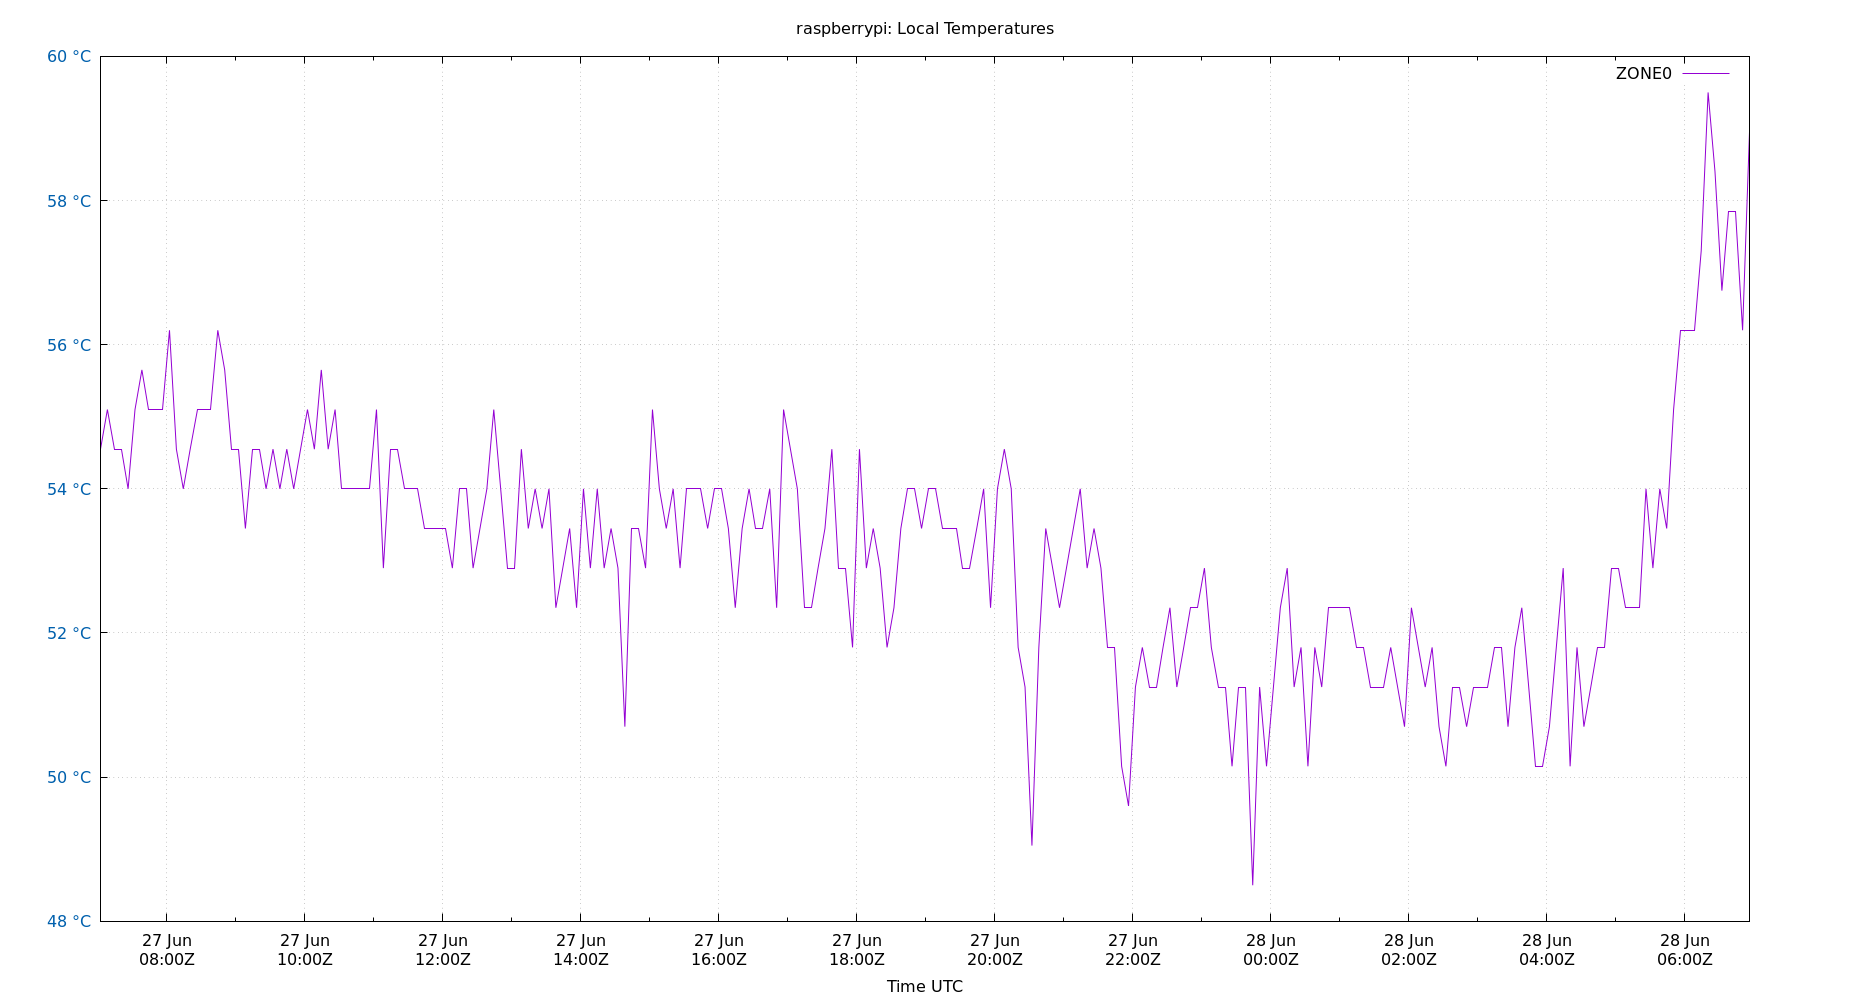 raspberrypi: Local Temperatures
60 °C
ZONE0
58 °C
56 °C
54 °C
52 °C
50 °C
48 °C
27 Jun 27 Jun 27 Jun 27 Jun 27 Jun 27 Jun 27 Jun 27 Jun 28 Jun 28 Jun 28 Jun 28 Jun
08:00Z 10:00Z 12:00Z 14:00Z 16:00Z 18:00Z 20:00Z 22:00Z 00:00Z 02:00Z 04:00Z 06:00Z
Time UTC